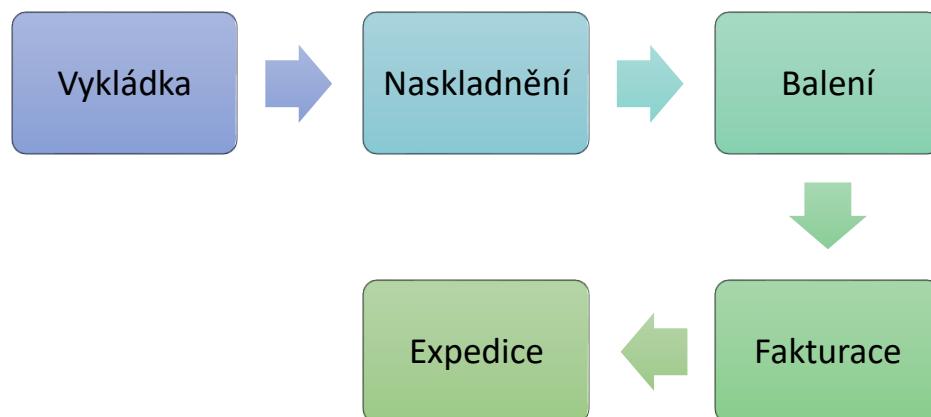 Vykládka
Naskladnění
Balení
Fakturace
Expedice